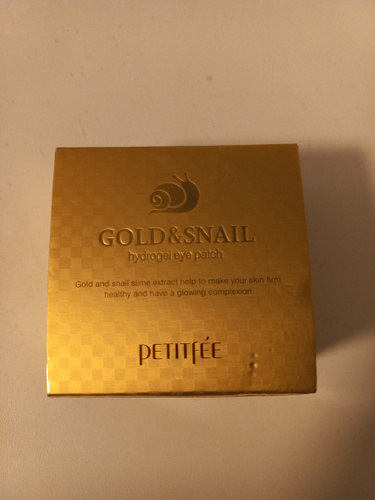 GOLD&SNAIL
hydrogel eye patch
Gold and snail slime extract help to make your skin firm,
healthy and have a glowing complexion.
PETITFÉE